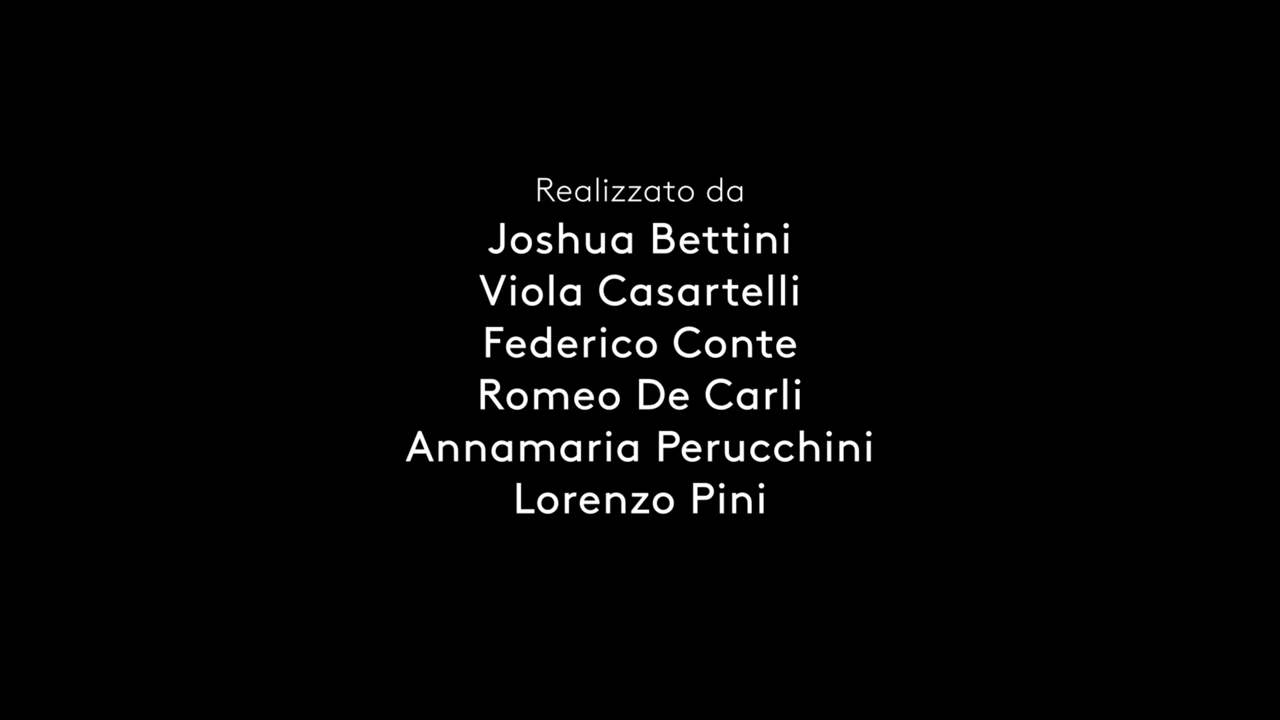 Realizzato da
Joshua Bettini
Viola Casartelli
Federico Conte
Romeo De Carli
Annamaria Perucchini
Lorenzo Pini